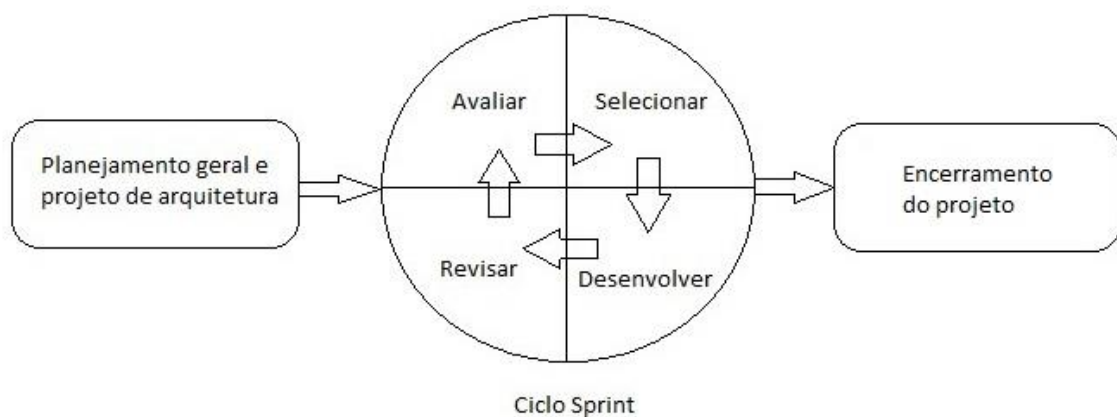 Planejamento geral e
projeto de arquitetura
Avaliar
Selecionar
Revisar
Desenvolver
Encerramento
do projeto
Ciclo Sprint